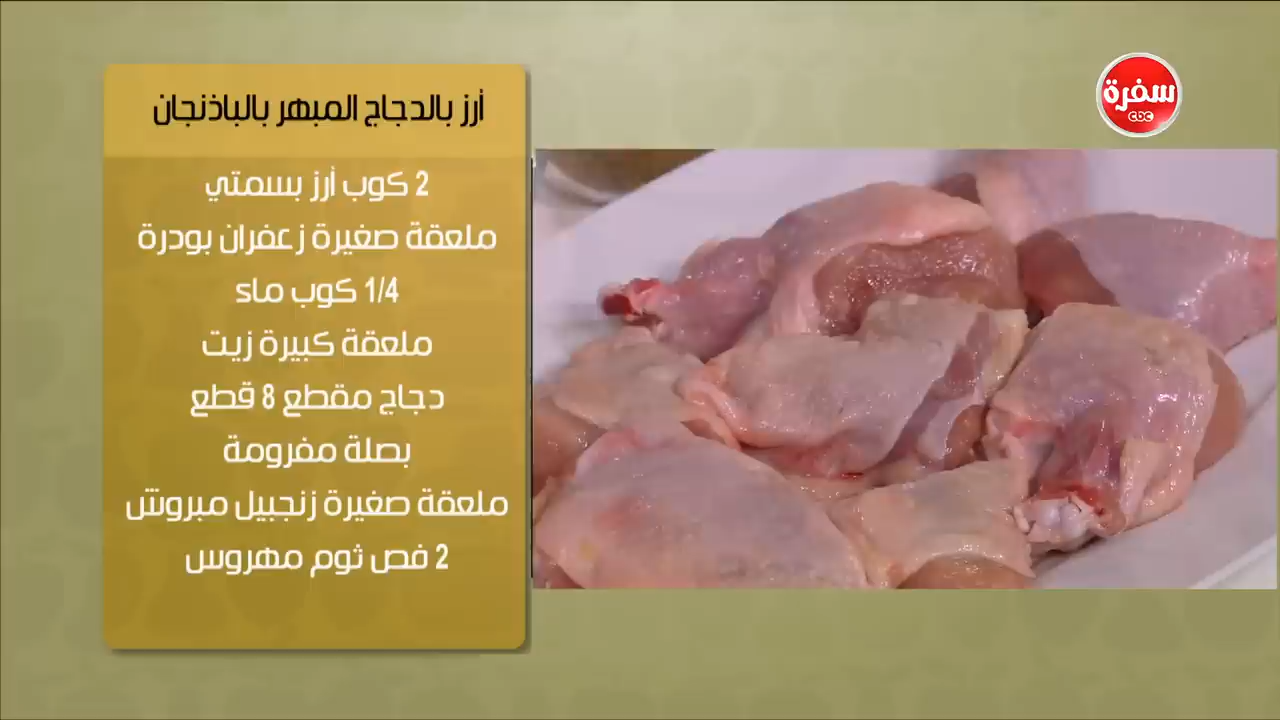 أرز بالدجاج المبهر بالباذنجان
2 كوب أرز بسمتي
ملعقة صغيرة زعفران بودرة
1/4 كوب ماء
ملعقة كبيرة زيت
دجاج مقطع 8 قطع
بصلة مفرومة
ملعقة صغيرة زنجبيل مبروش
2 فص ثوم مهروس
سفرة
cbc